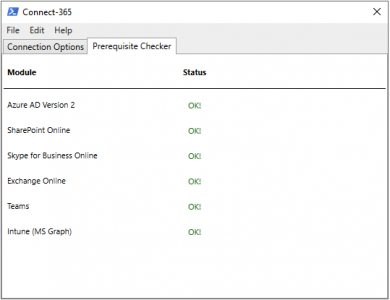 Connect-365
File Edit Help
Connection Options Prerequisite Checker
Module Status
Azure AD Version 2 OK!
SharePoint Online OK!
Skype for Business Online OK!
Exchange Online OK!
Teams OK!
Intune (MS Graph) OK!